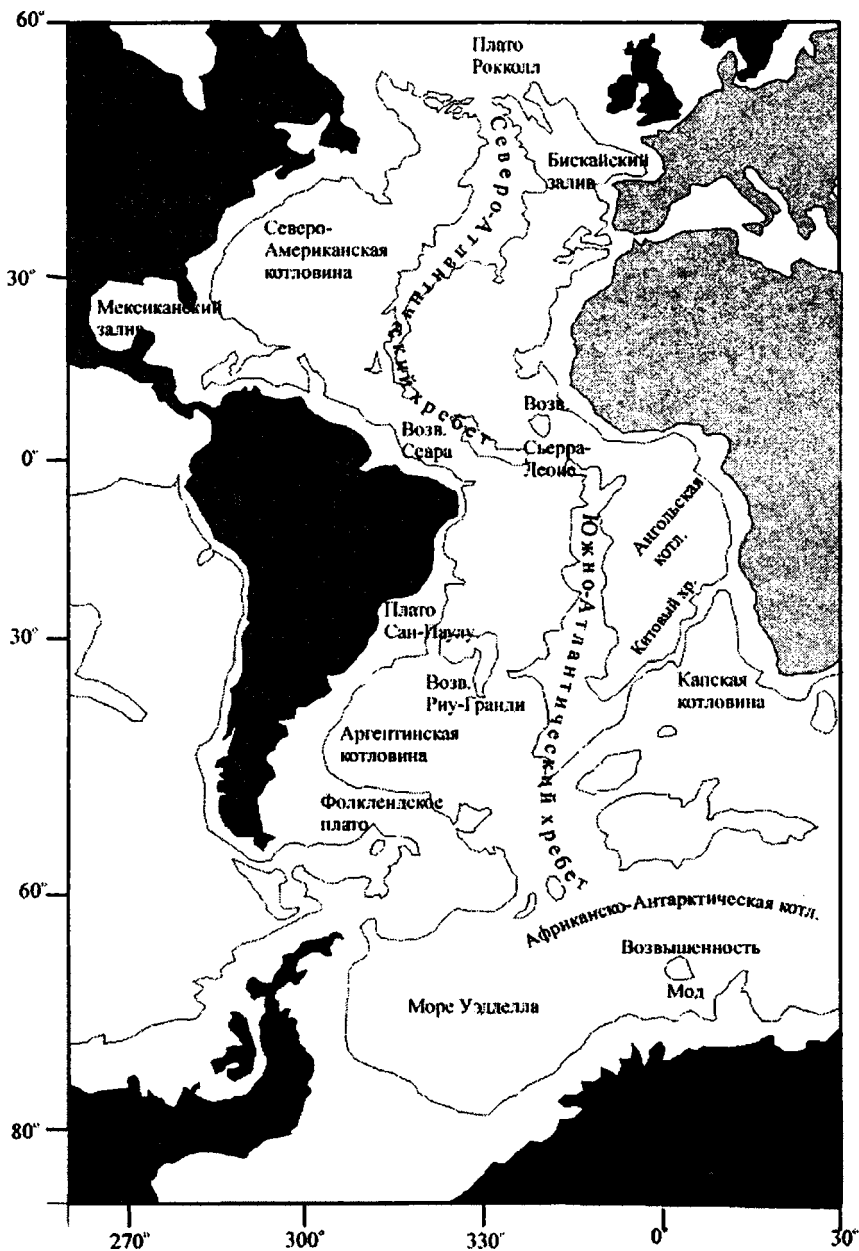 60°
Плато
Рокколл
Северо-Атлантический хребет
Бискайский
залив
Северо-
Американская
котловина
30°
Мексиканский
залив
Возв.
Сьерра-
Леоне
Возв.
Сеара
0°
Ангольская
котл.
Южно-Атлантический хребет
Китовый хр.
Плато
Сан-Паулу
30°
Возв.
Риу-Гранди
Капская
котловина
Аргентинская
котловина
Фолклендское
плато
60°
Африканско-Антарктическая котл.
Возвышенность
Мод
Море Уэдделла
80°
270°
300°
330°
0°
30°